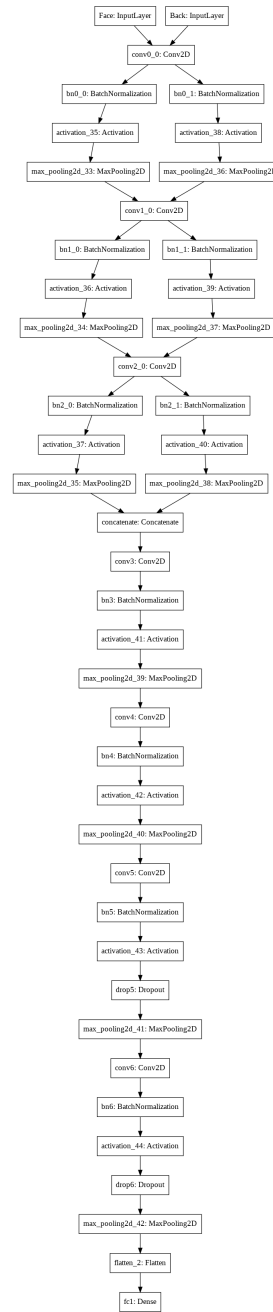 Face: InputLayer
Back: InputLayer
conv0_0: Conv2D
bn0_0: BatchNormalization
bn0_1: BatchNormalization
activation_35: Activation
activation_38: Activation
max_pooling2d_33: MaxPooling2D
max_pooling2d_36: MaxPooling2D
conv1_0: Conv2D
bn1_0: BatchNormalization
bn1_1: BatchNormalization
activation_36: Activation
activation_39: Activation
max_pooling2d_34: MaxPooling2D
max_pooling2d_37: MaxPooling2D
conv2_0: Conv2D
bn2_0: BatchNormalization
bn2_1: BatchNormalization
activation_37: Activation
activation_40: Activation
max_pooling2d_35: MaxPooling2D
max_pooling2d_38: MaxPooling2D
concatenate: Concatenate
conv3: Conv2D
bn3: BatchNormalization
activation_41: Activation
max_pooling2d_39: MaxPooling2D
conv4: Conv2D
bn4: BatchNormalization
activation_42: Activation
max_pooling2d_40: MaxPooling2D
conv5: Conv2D
bn5: BatchNormalization
activation_43: Activation
drop5: Dropout
max_pooling2d_41: MaxPooling2D
conv6: Conv2D
bn6: BatchNormalization
activation_44: Activation
drop6: Dropout
max_pooling2d_42: MaxPooling2D
flatten_2: Flatten
fc1: Dense